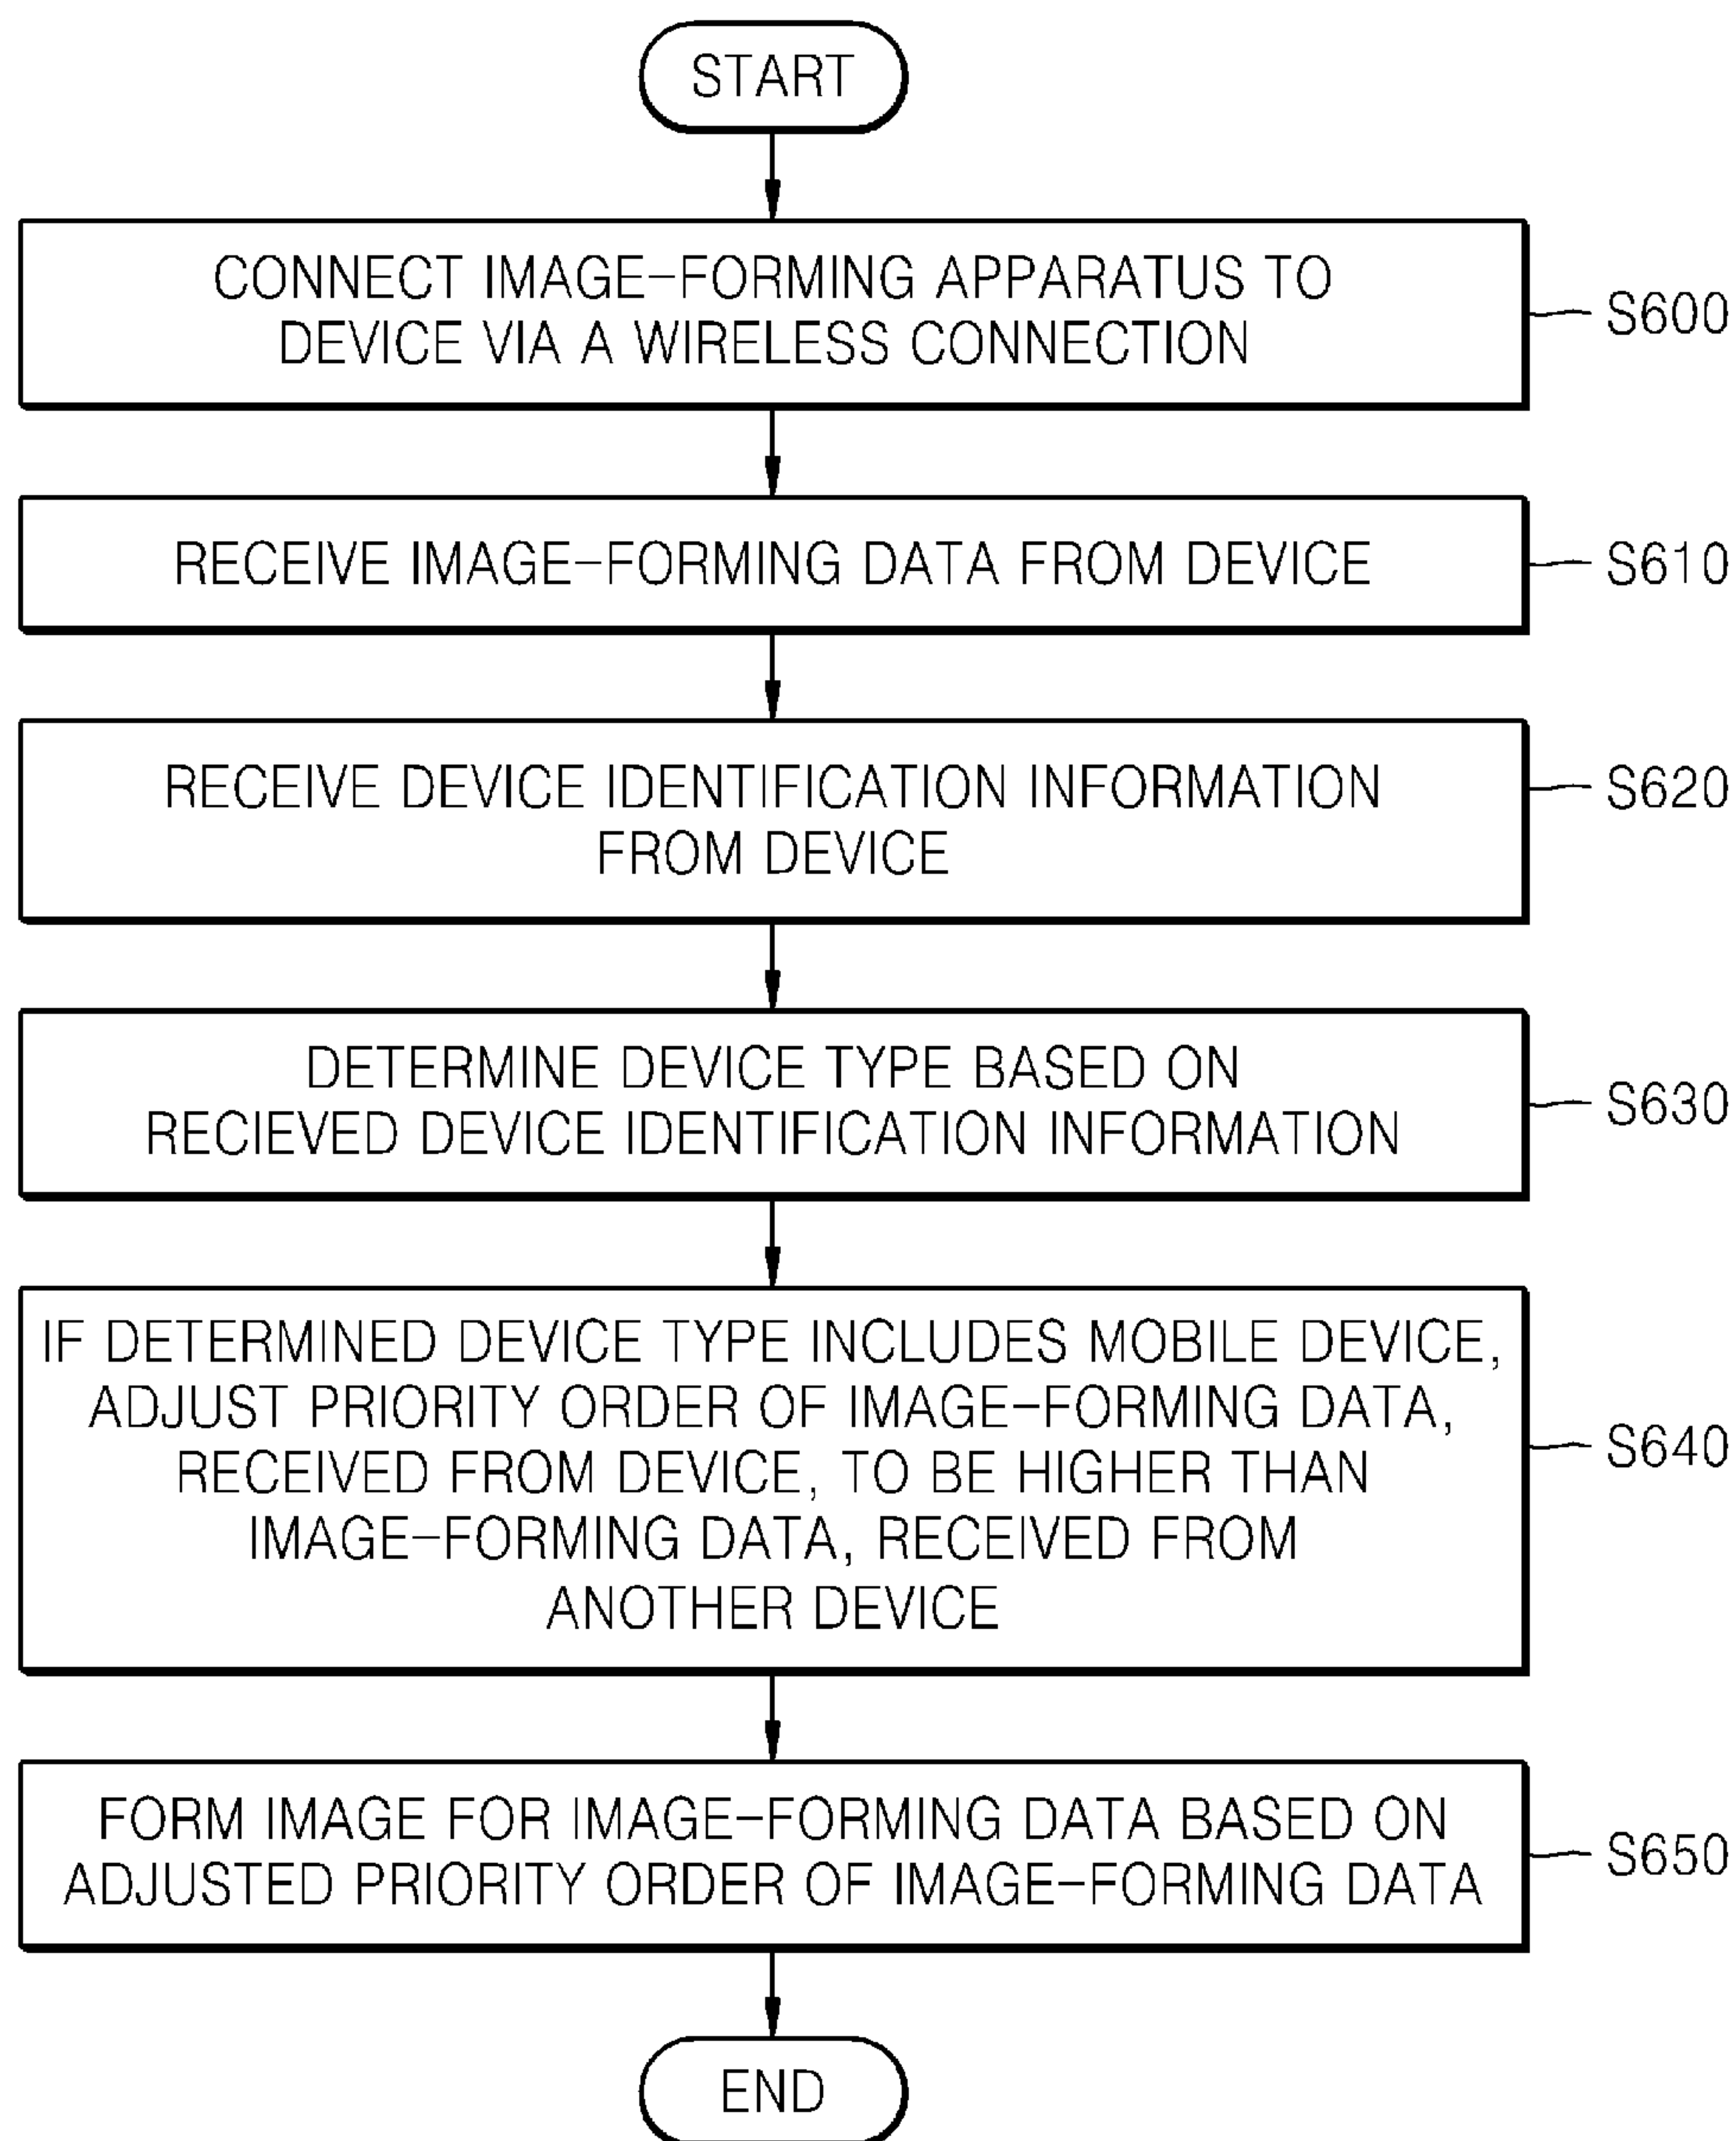 START
CONNECT IMAGE-FORMING APPARATUS TO
DEVICE VIA A WIRELESS CONNECTION
S600
RECEIVE IMAGE-FORMING DATA FROM DEVICE
S610
RECEIVE DEVICE IDENTIFICATION INFORMATION
FROM DEVICE
S620
DETERMINE DEVICE TYPE BASED ON
RECIEVED DEVICE IDENTIFICATION INFORMATION
S630
IF DETERMINED DEVICE TYPE INCLUDES MOBILE DEVICE,
ADJUST PRIORITY ORDER OF IMAGE-FORMING DATA,
RECEIVED FROM DEVICE, TO BE HIGHER THAN
IMAGE-FORMING DATA, RECEIVED FROM
ANOTHER DEVICE
S640
FORM IMAGE FOR IMAGE-FORMING DATA BASED ON
ADJUSTED PRIORITY ORDER OF IMAGE-FORMING DATA
S650
END